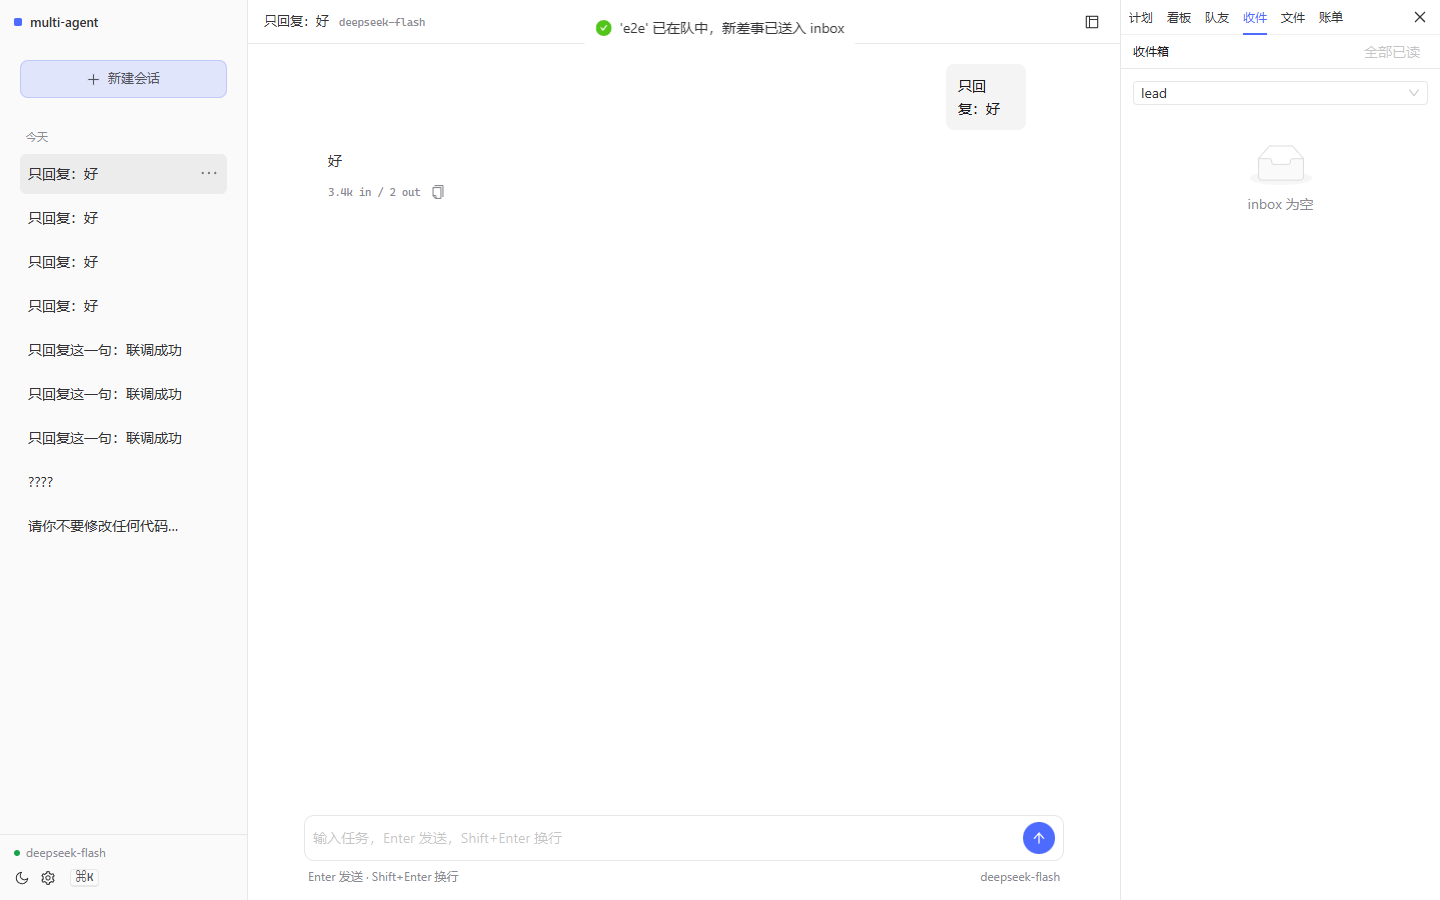 multi-agent
新建会话
今天
只回复：好
只回复：好
只回复：好
只回复：好
只回复这一句：联调成功
只回复这一句：联调成功
只回复这一句：联调成功
????
请你不要修改任何代码...
deepseek-flash
⌘K
只回复：好 deepseek-flash
'e2e' 已在队中，新差事已送入 inbox
只回
复：好
好
3.4k in / 2 out
输入任务，Enter 发送，Shift+Enter 换行
Enter 发送 · Shift+Enter 换行
deepseek-flash
计划 看板 队友 收件 文件 账单
收件箱
全部已读
lead
inbox 为空